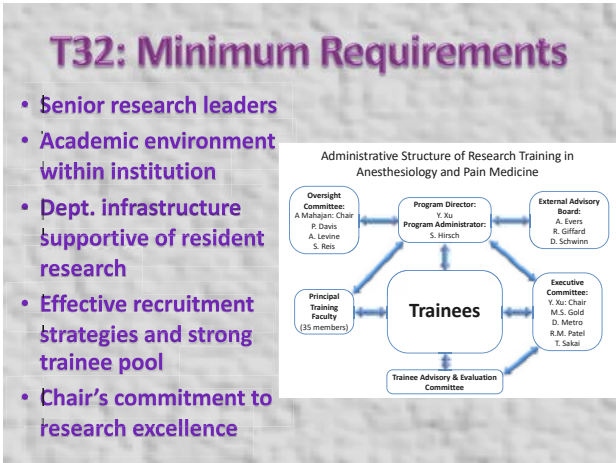 T32: Minimum Requirements
• Senior research leaders
• Academic environment
within institution
• Dept. infrastructure
supportive of resident
research
• Effective recruitment
strategies and strong
trainee pool
• Chair's commitment to
research excellence
Administrative Structure of Research Training in
Anesthesiology and Pain Medicine
Oversight
Committee:
A Mahajan: Chair
P. Davis
A. Levine
S. Reis
Program Director:
Y. Xu
Program Administrator:
S. Hirsch
External Advisory
Board:
A. Evers
R. Giffard
D. Schwinn
Principal
Training
Faculty
(35 members)
Trainees
Executive
Committee:
Y. Xu: Chair
M.S. Gold
D. Metro
R.M. Patel
T. Sakai
Trainee Advisory & Evaluation
Committee